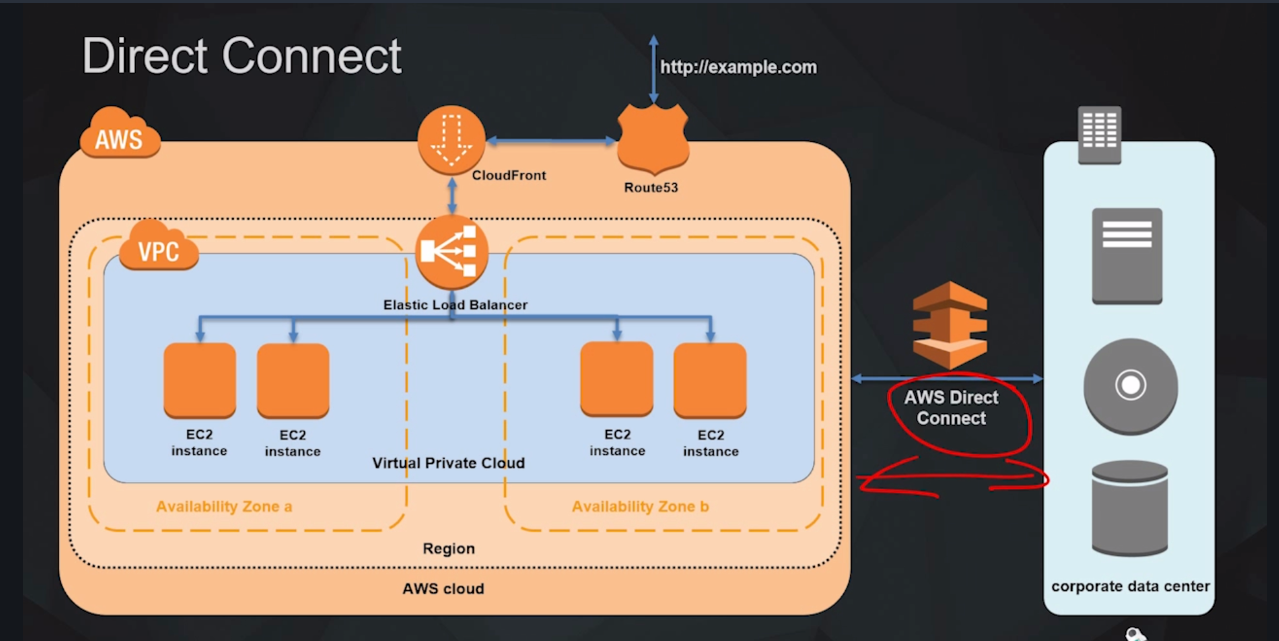 Direct Connect
http://example.com
AWS
CloudFront
Route53
VPC
Elastic Load Balancer
EC2
instance
EC2
instance
EC2
instance
EC2
instance
AWS Direct
Connect
Virtual Private Cloud
Availability Zone a
Availability Zone b
Region
AWS cloud
corporate data center